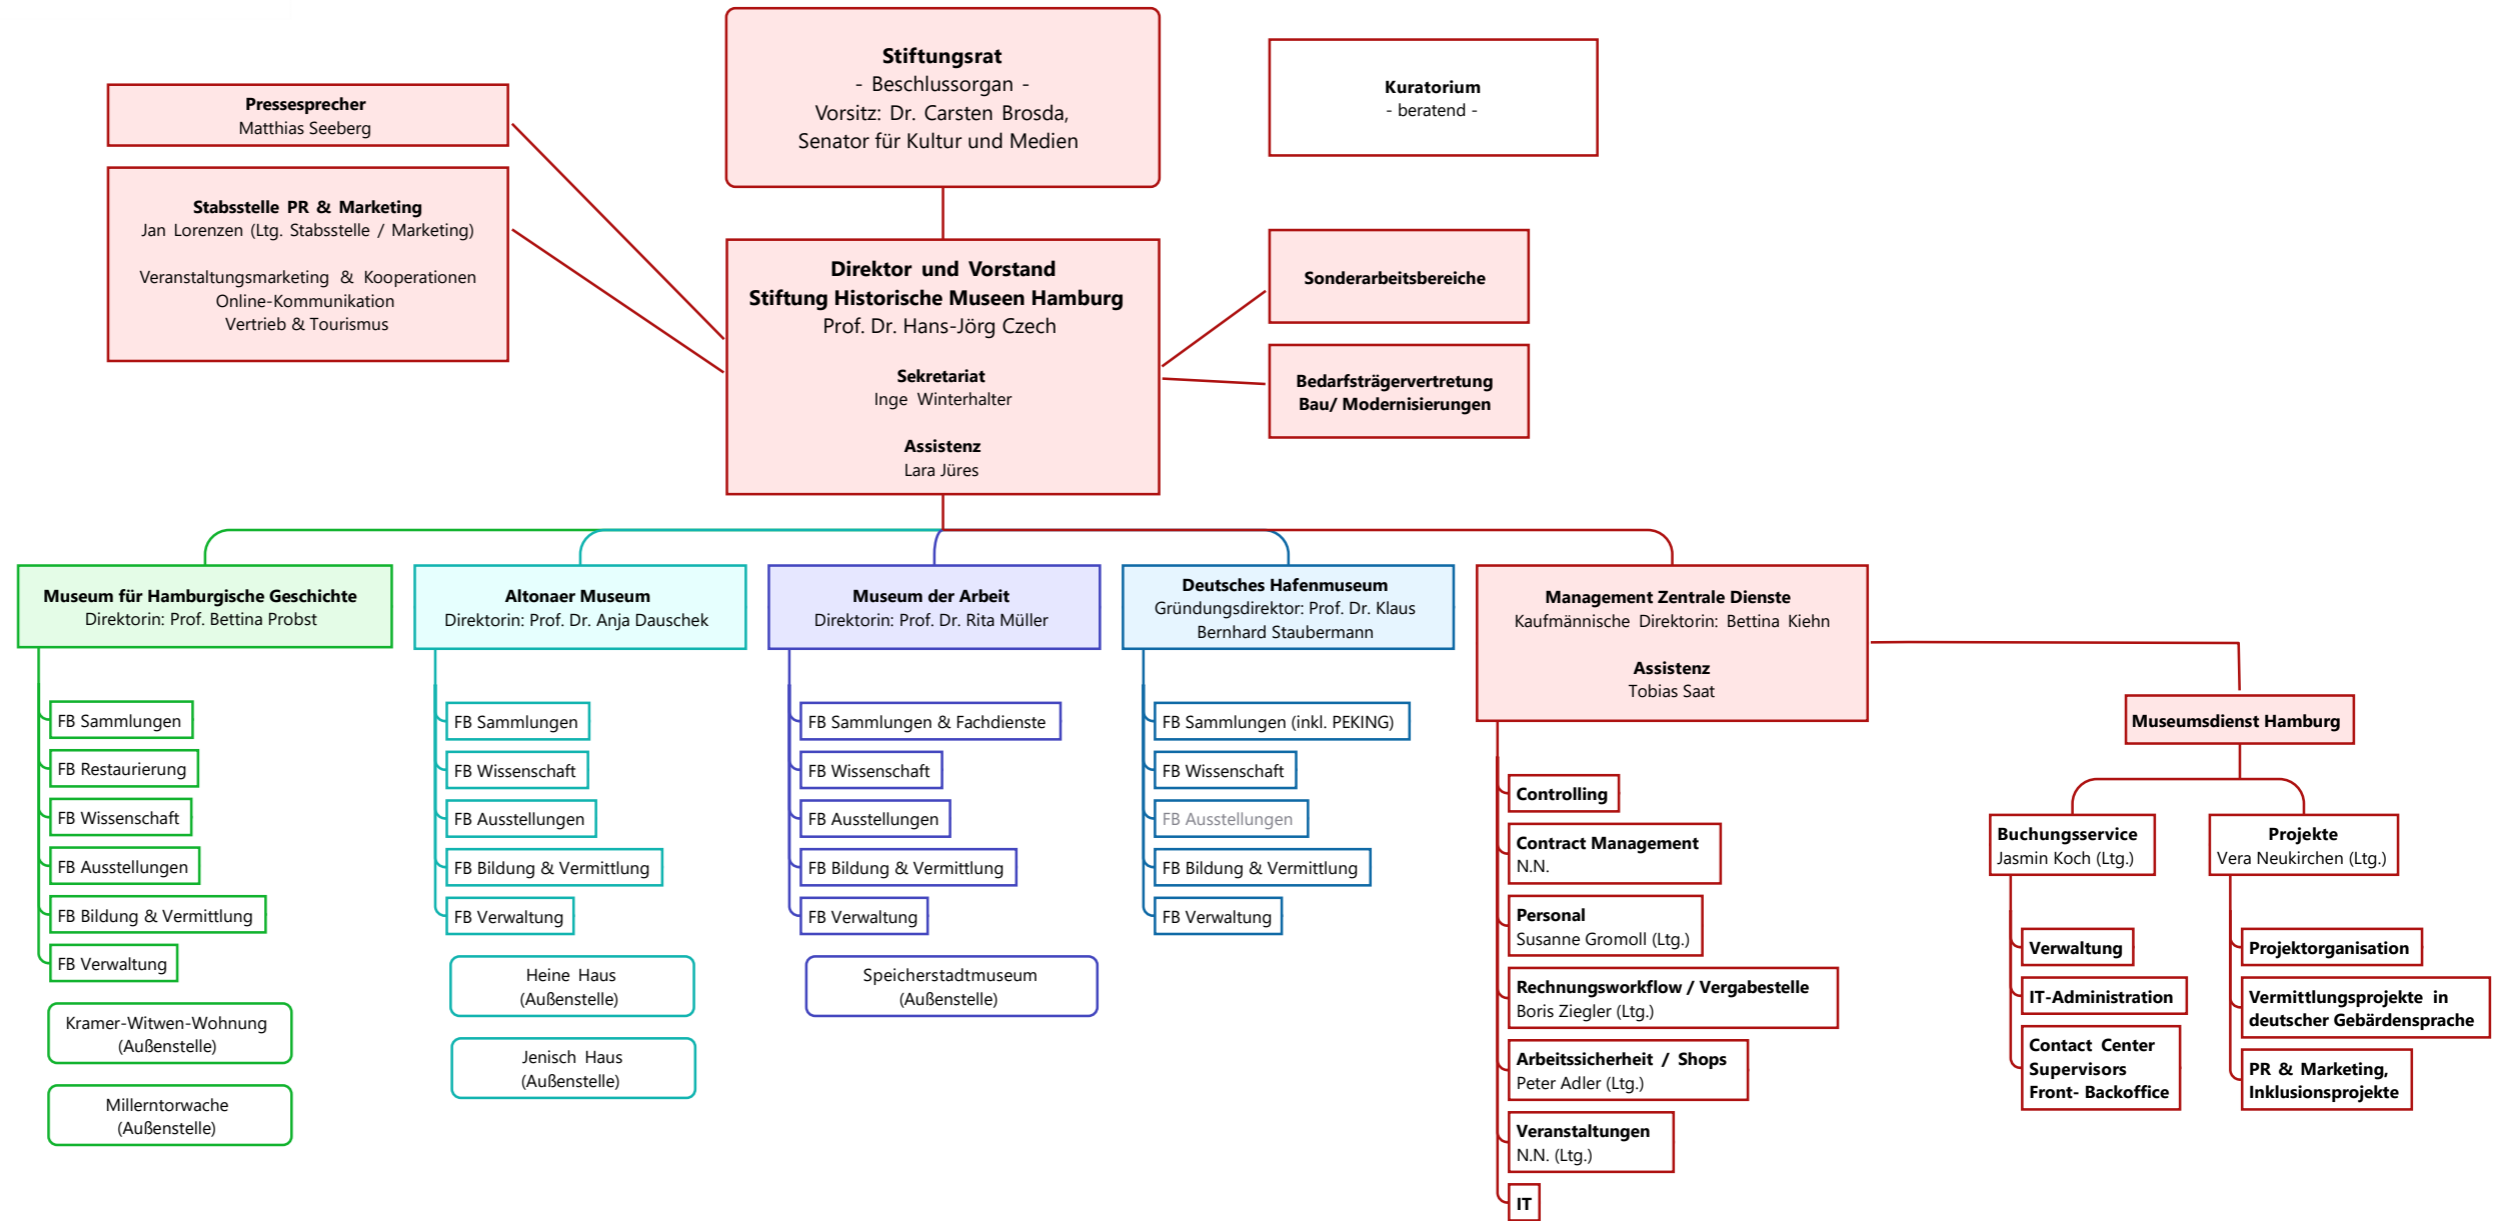 Stiftungsrat
- Beschlussorgan -
Vorsitz: Dr. Carsten Brosda,
Senator für Kultur und Medien
Kuratorium
- beratend -
Pressesprecher
Matthias Seeberg
Stabsstelle PR & Marketing
Jan Lorenzen (Ltg. Stabsstelle / Marketing)
Veranstaltungsmarketing & Kooperationen
Online-Kommunikation
Vertrieb & Tourismus
Direktor und Vorstand
Stiftung Historische Museen Hamburg
Prof. Dr. Hans-Jörg Czech
Sekretariat
Inge Winterhalter
Assistenz
Lara Jüres
Sonderarbeitsbereiche
Bedarfsträgervertretung
Bau/ Modernisierungen
Museum für Hamburgische Geschichte
Direktorin: Prof. Bettina Probst
FB Sammlungen
FB Restaurierung
FB Wissenschaft
FB Ausstellungen
FB Bildung & Vermittlung
FB Verwaltung
Kramer-Witwen-Wohnung
(Außenstelle)
Millerntorwache
(Außenstelle)
Altonaer Museum
Direktorin: Prof. Dr. Anja Dauschek
FB Sammlungen
FB Wissenschaft
FB Ausstellungen
FB Bildung & Vermittlung
FB Verwaltung
Heine Haus
(Außenstelle)
Jenisch Haus
(Außenstelle)
Museum der Arbeit
Direktorin: Prof. Dr. Rita Müller
FB Sammlungen & Fachdienste
FB Wissenschaft
FB Ausstellungen
FB Bildung & Vermittlung
FB Verwaltung
Speicherstadtmuseum
(Außenstelle)
Deutsches Hafenmuseum
Gründungsdirektor: Prof. Dr. Klaus
Bernhard Staubermann
FB Sammlungen (inkl. PEKING)
FB Wissenschaft
FB Ausstellungen
FB Bildung & Vermittlung
FB Verwaltung
Management Zentrale Dienste
Kaufmännische Direktorin: Bettina Kiehn
Assistenz
Tobias Saat
Controlling
Contract Management
N.N.
Personal
Susanne Gromoll (Ltg.)
Rechnungsworkflow / Vergabestelle
Boris Ziegler (Ltg.)
Arbeitssicherheit / Shops
Peter Adler (Ltg.)
Veranstaltungen
N.N. (Ltg.)
IT
Museumsdienst Hamburg
Buchungsservice
Jasmin Koch (Ltg.)
Verwaltung
IT-Administration
Contact Center
Supervisors
Front- Backoffice
Projekte
Vera Neukirchen (Ltg.)
Projektorganisation
Vermittlungsprojekte in
deutscher Gebärdensprache
PR & Marketing,
Inklusionsprojekte